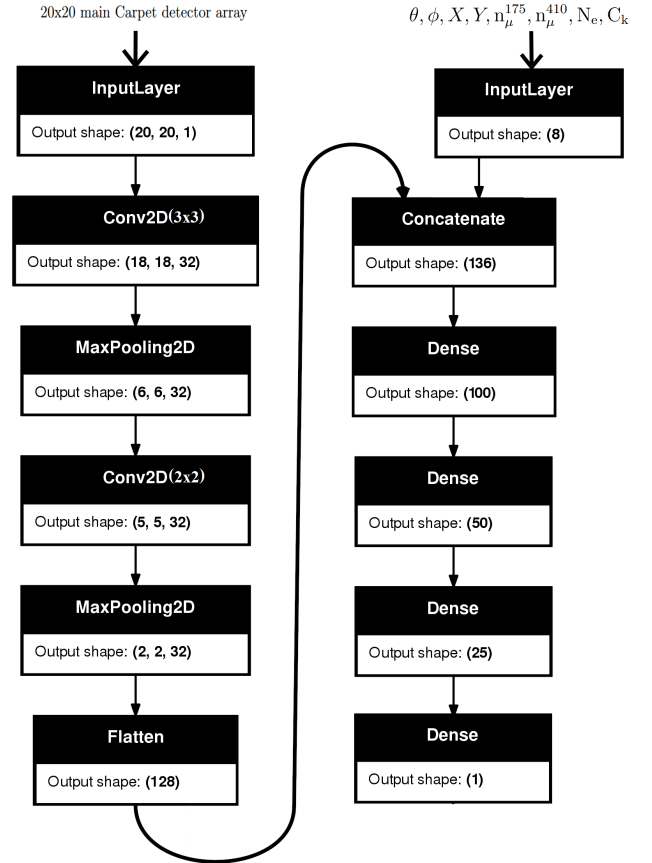 20x20 main Carpet detector array
InputLayer
Output shape: (20, 20, 1)
Conv2D(3x3)
Output shape: (18, 18, 32)
MaxPooling2D
Output shape: (6, 6, 32)
Conv2D(2x2)
Output shape: (5, 5, 32)
MaxPooling2D
Output shape: (2, 2, 32)
Flatten
Output shape: (128)
θ, ϕ, X, Y, n_μ^175, n_μ^410, N_e, C_k
InputLayer
Output shape: (8)
Concatenate
Output shape: (136)
Dense
Output shape: (100)
Dense
Output shape: (50)
Dense
Output shape: (25)
Dense
Output shape: (1)